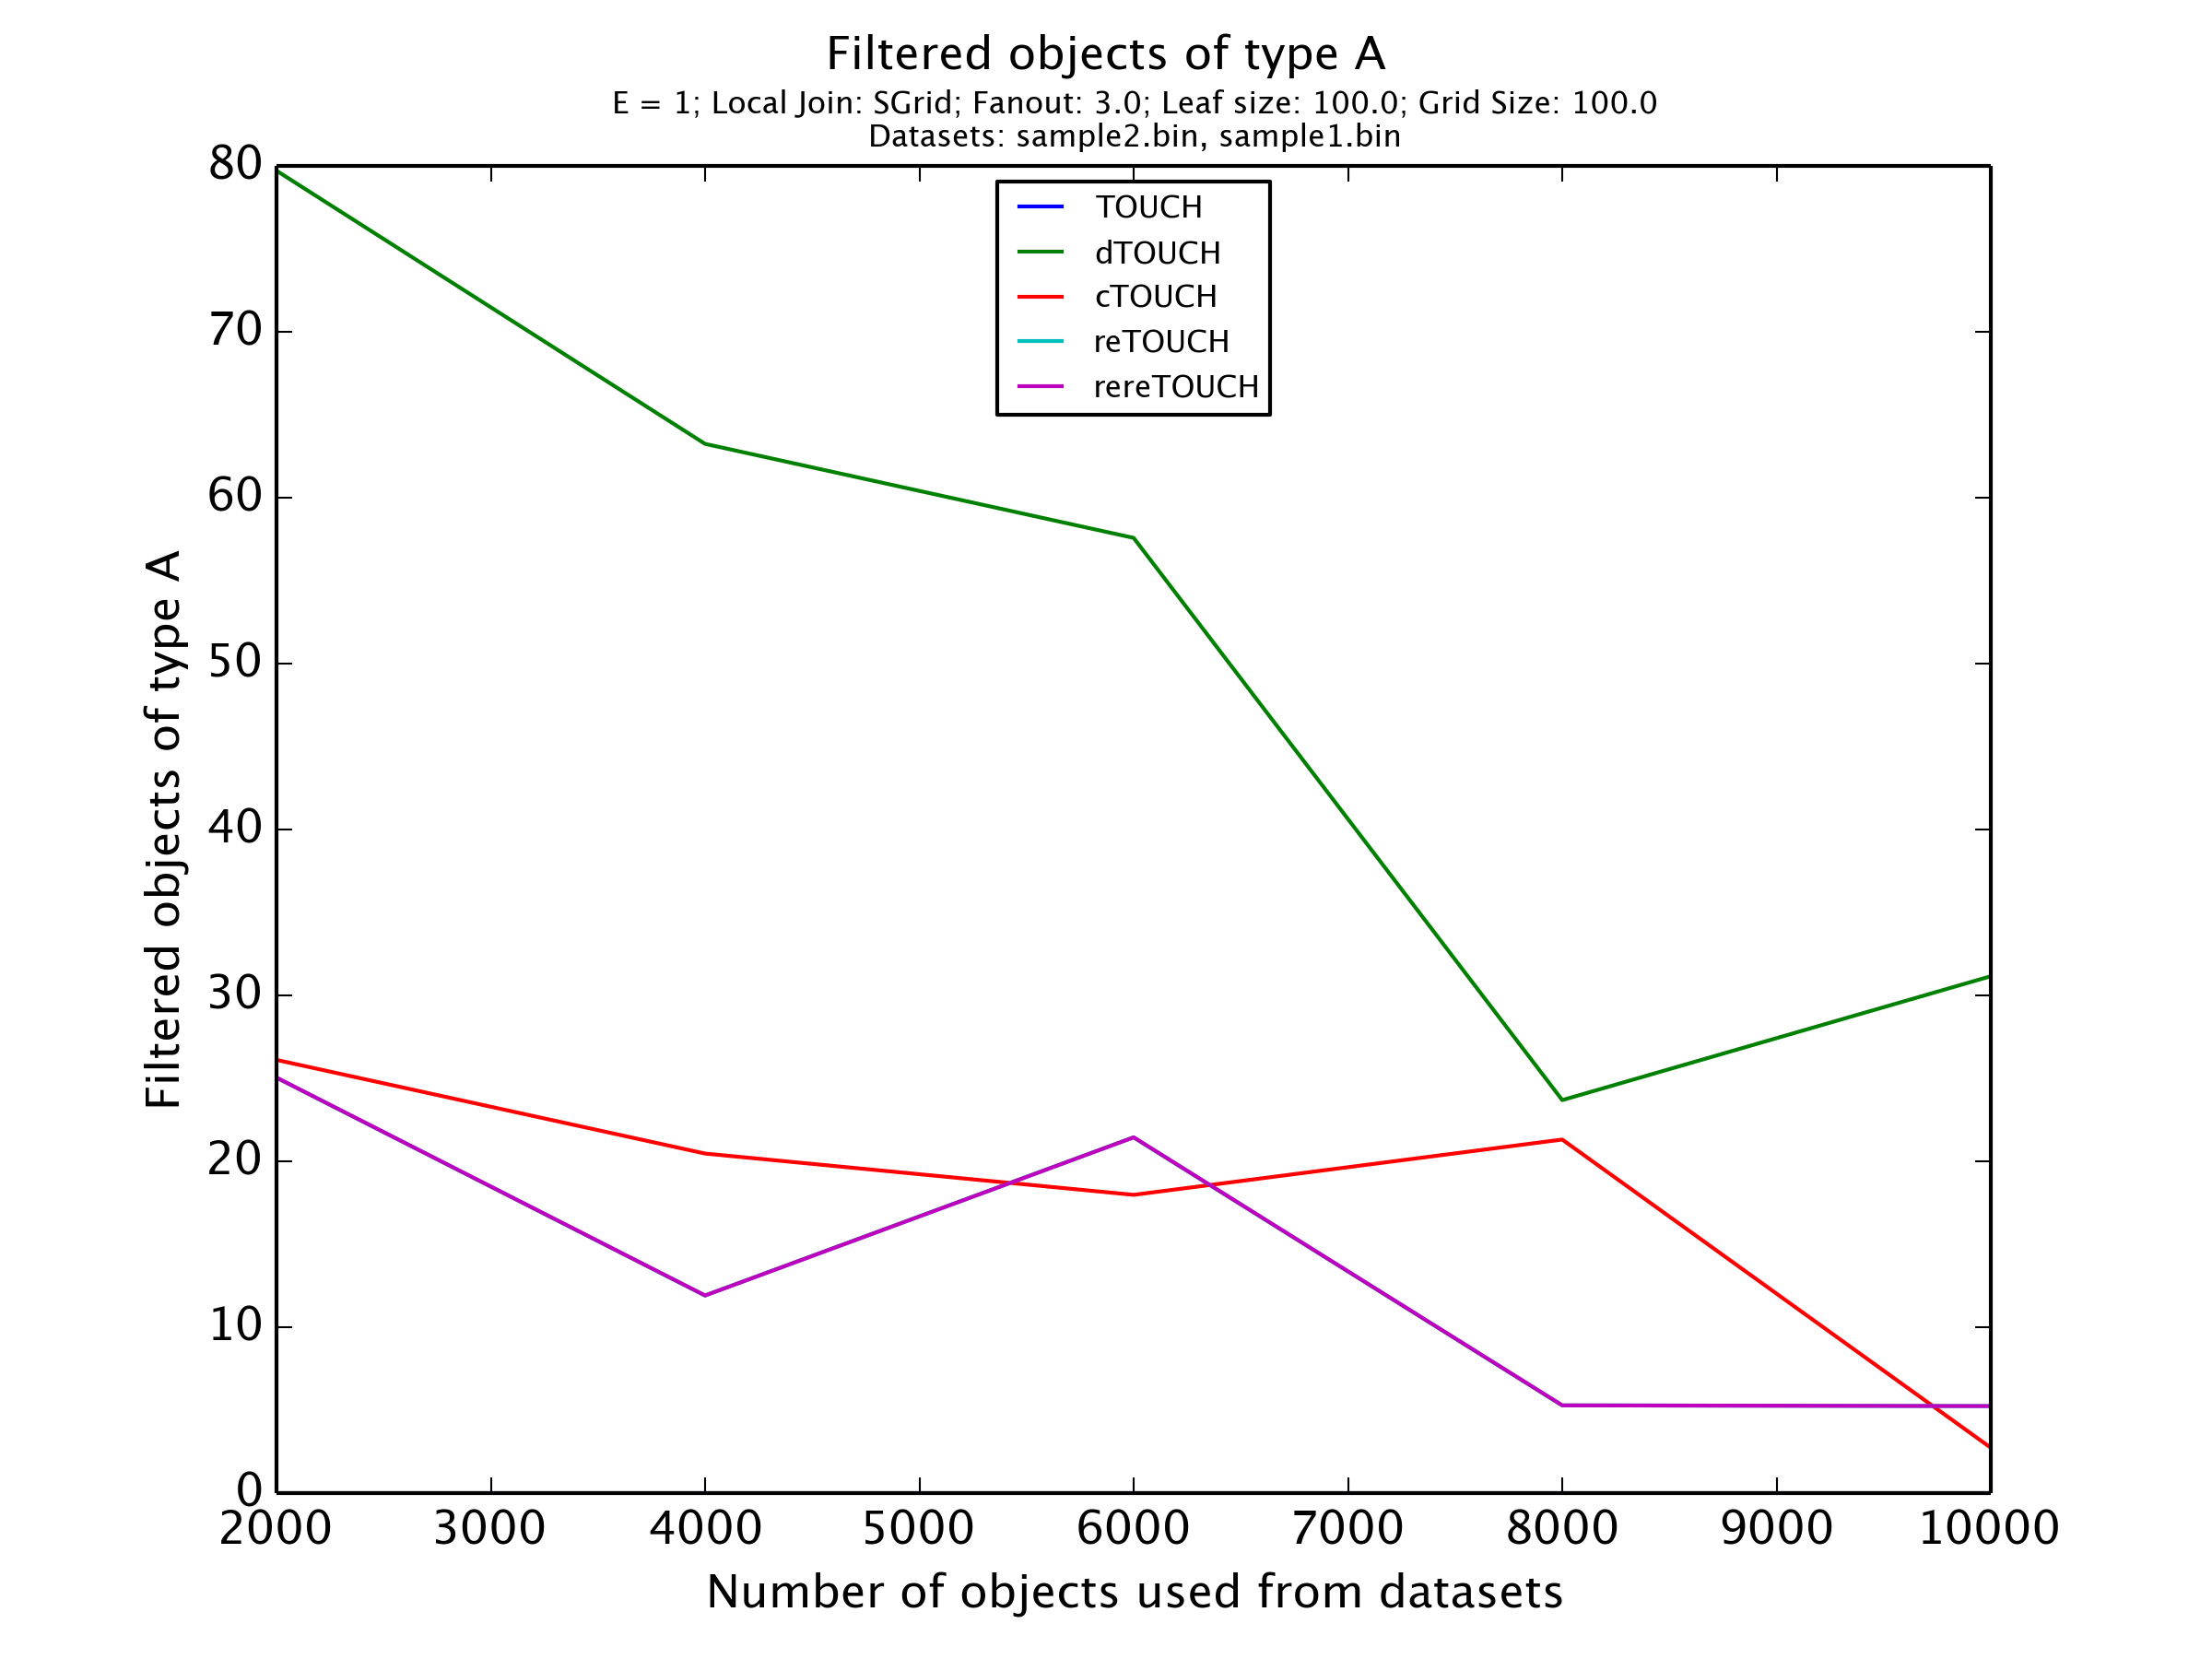 Filtered objects of type A
E = 1; Local Join: SGrid; Fanout: 3.0; Leaf size: 100.0; Grid Size: 100.0
Datasets: sample2.bin, sample1.bin
TOUCH
dTOUCH
cTOUCH
reTOUCH
rereTOUCH
Filtered objects of type A
80
70
60
50
40
30
20
10
0
2000 3000 4000 5000 6000 7000 8000 9000 10000
Number of objects used from datasets